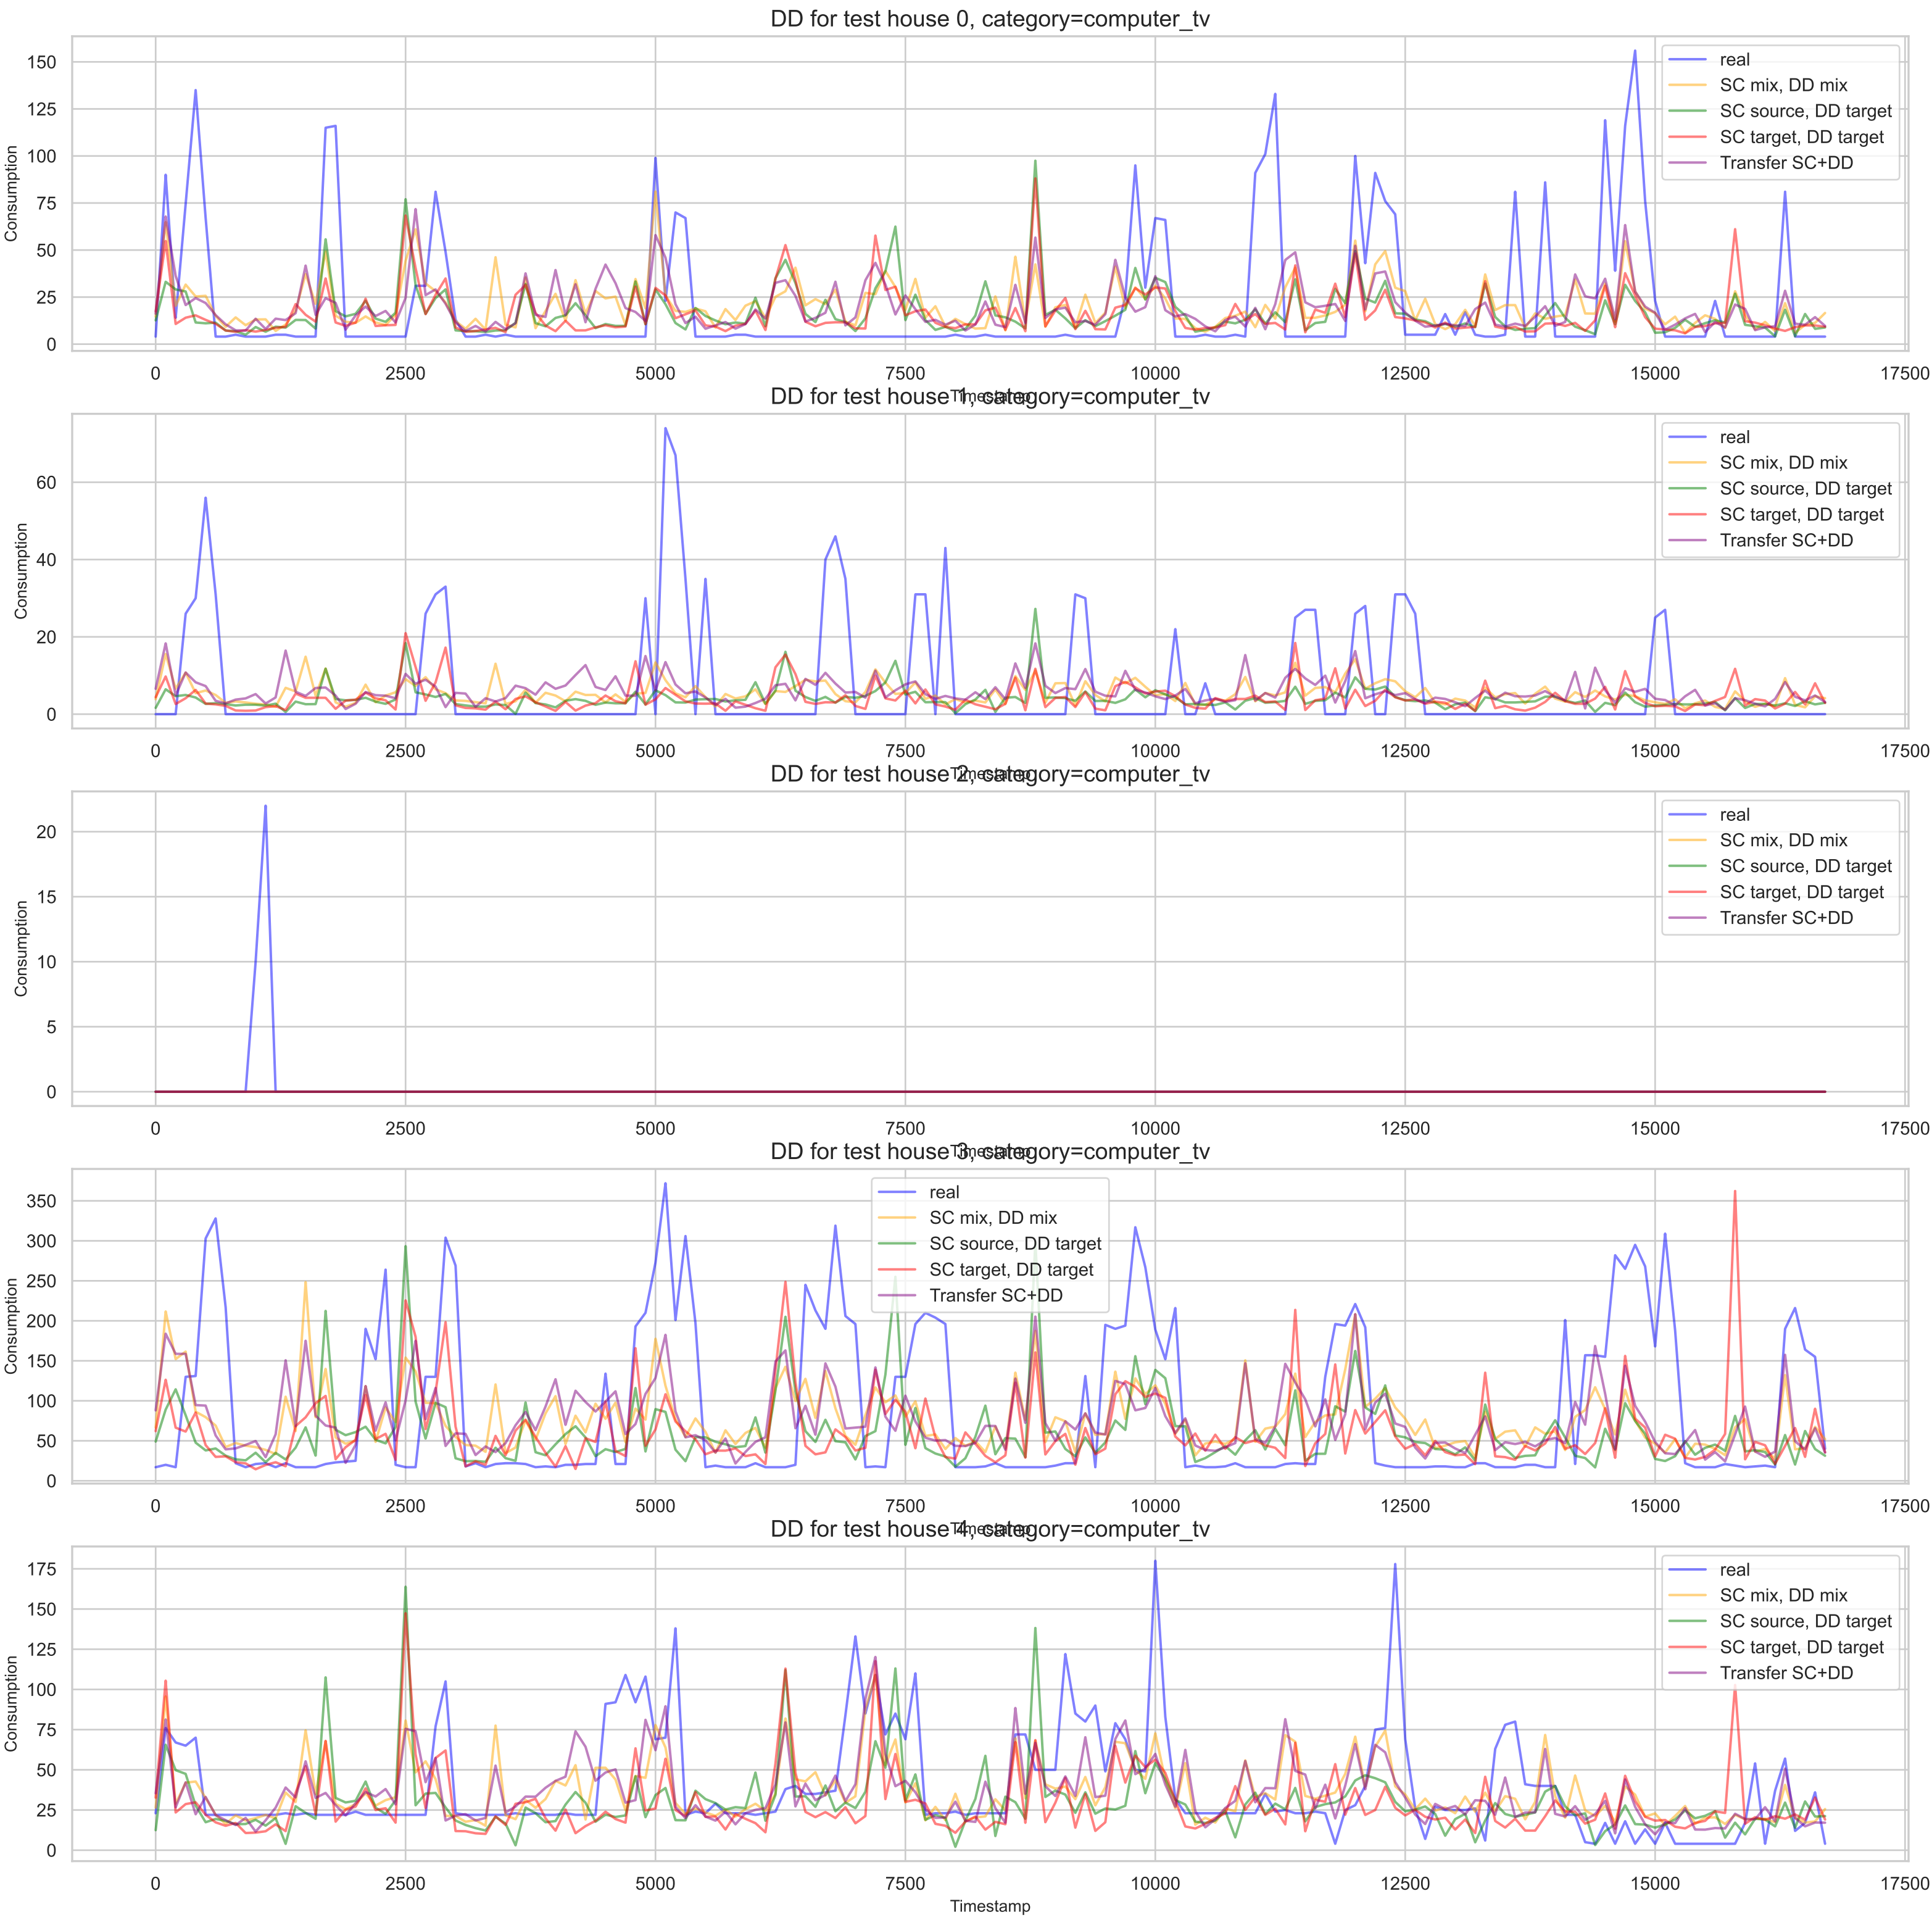 DD for test house 0, category=computer_tv
150
125
100
75
50
25
0
Consumption
real
SC mix, DD mix
SC source, DD target
SC target, DD target
Transfer SC+DD
0 2500 5000 7500 10000 12500 15000 17500
Timestamp
DD for test house 1, category=computer_tv
60
40
20
0
Consumption
real
SC mix, DD mix
SC source, DD target
SC target, DD target
Transfer SC+DD
0 2500 5000 7500 10000 12500 15000 17500
Timestamp
DD for test house 2, category=computer_tv
20
15
10
5
0
Consumption
real
SC mix, DD mix
SC source, DD target
SC target, DD target
Transfer SC+DD
0 2500 5000 7500 10000 12500 15000 17500
Timestamp
DD for test house 3, category=computer_tv
350
300
250
200
150
100
50
0
Consumption
real
SC mix, DD mix
SC source, DD target
SC target, DD target
Transfer SC+DD
0 2500 5000 7500 10000 12500 15000 17500
Timestamp
DD for test house 4, category=computer_tv
175
150
125
100
75
50
25
0
Consumption
real
SC mix, DD mix
SC source, DD target
SC target, DD target
Transfer SC+DD
0 2500 5000 7500 10000 12500 15000 17500
Timestamp